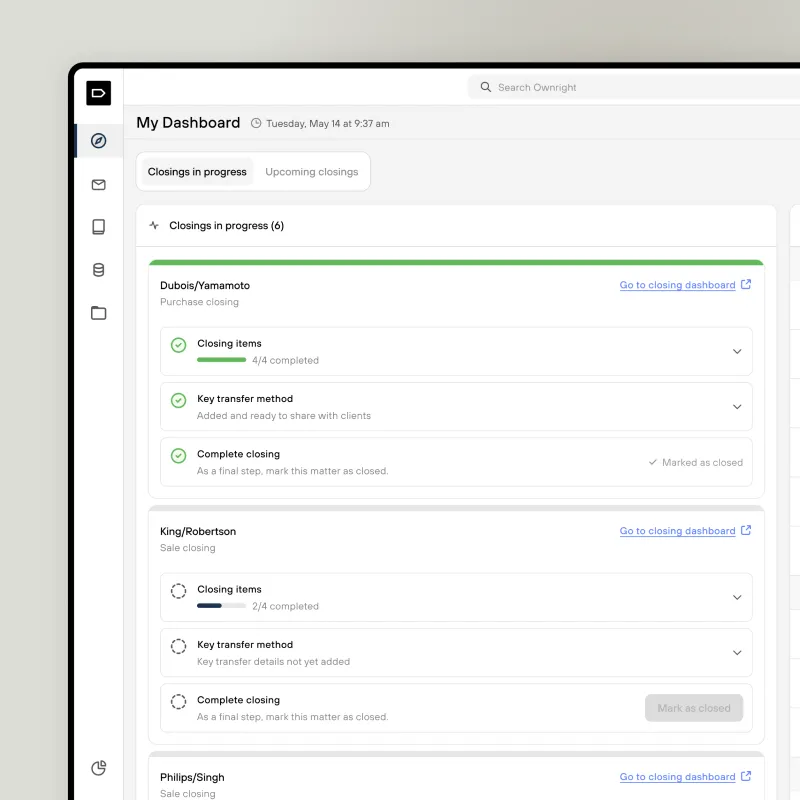 Search Ownright
My Dashboard
Tuesday, May 14 at 9:37 am
Closings in progress
Upcoming closings
Closings in progress (6)
Dubois/Yamamoto
Go to closing dashboard
Purchase closing
Closing items
4/4 completed
Key transfer method
Added and ready to share with clients
Complete closing
As a final step, mark this matter as closed.
Marked as closed
King/Robertson
Go to closing dashboard
Sale closing
Closing items
2/4 completed
Key transfer method
Key transfer details not yet added
Complete closing
As a final step, mark this matter as closed.
Mark as closed
Philips/Singh
Go to closing dashboard
Sale closing